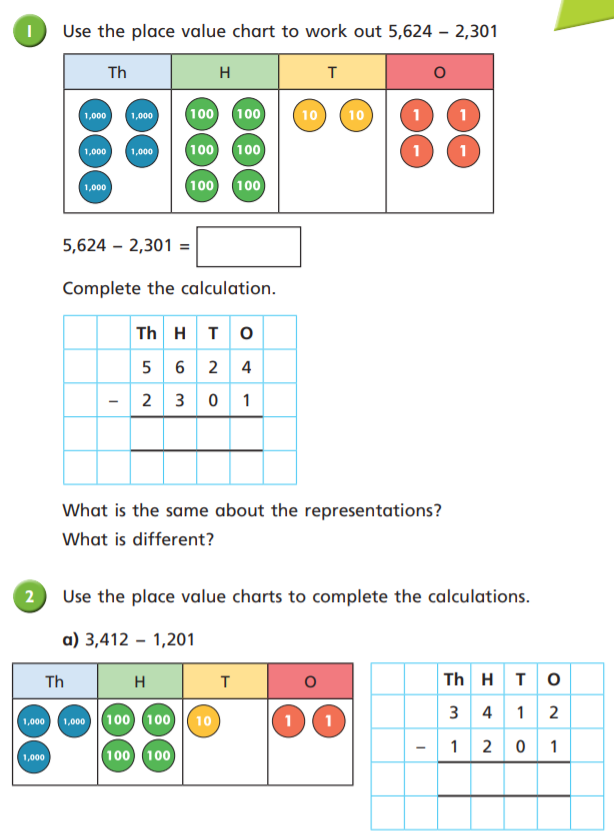 1 Use the place value chart to work out 5,624 – 2,301
Th H T O
1,000 1,000 100 100 10 10 1 1
1,000 1,000 100 100 1 1
1,000 100 100
5,624 – 2,301 =
Complete the calculation.
Th H T O
5 6 2 4
– 2 3 0 1
What is the same about the representations?
What is different?
2 Use the place value charts to complete the calculations.
a) 3,412 – 1,201
Th H T O
1,000 1,000 100 100 10 1 1
1,000 100 100
Th H T O
3 4 1 2
– 1 2 0 1